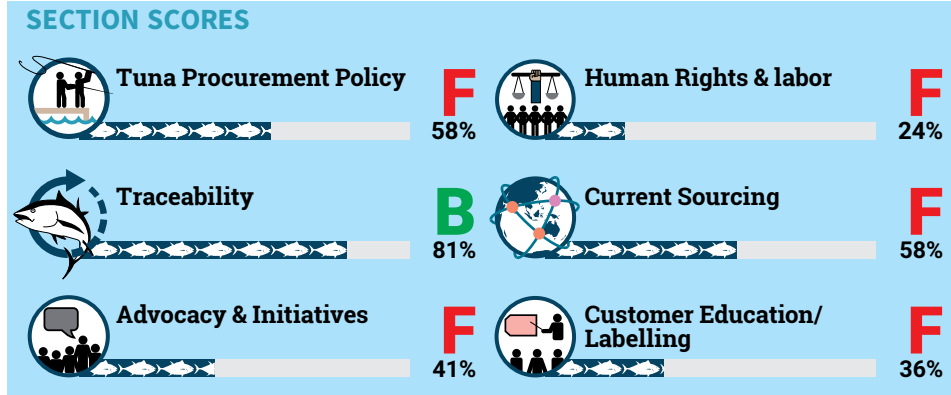 SECTION SCORES
Tuna Procurement Policy
F
58%
Human Rights & labor
F
24%
Traceability
B
81%
Current Sourcing
F
58%
Advocacy & Initiatives
F
41%
Customer Education/
Labelling
F
36%